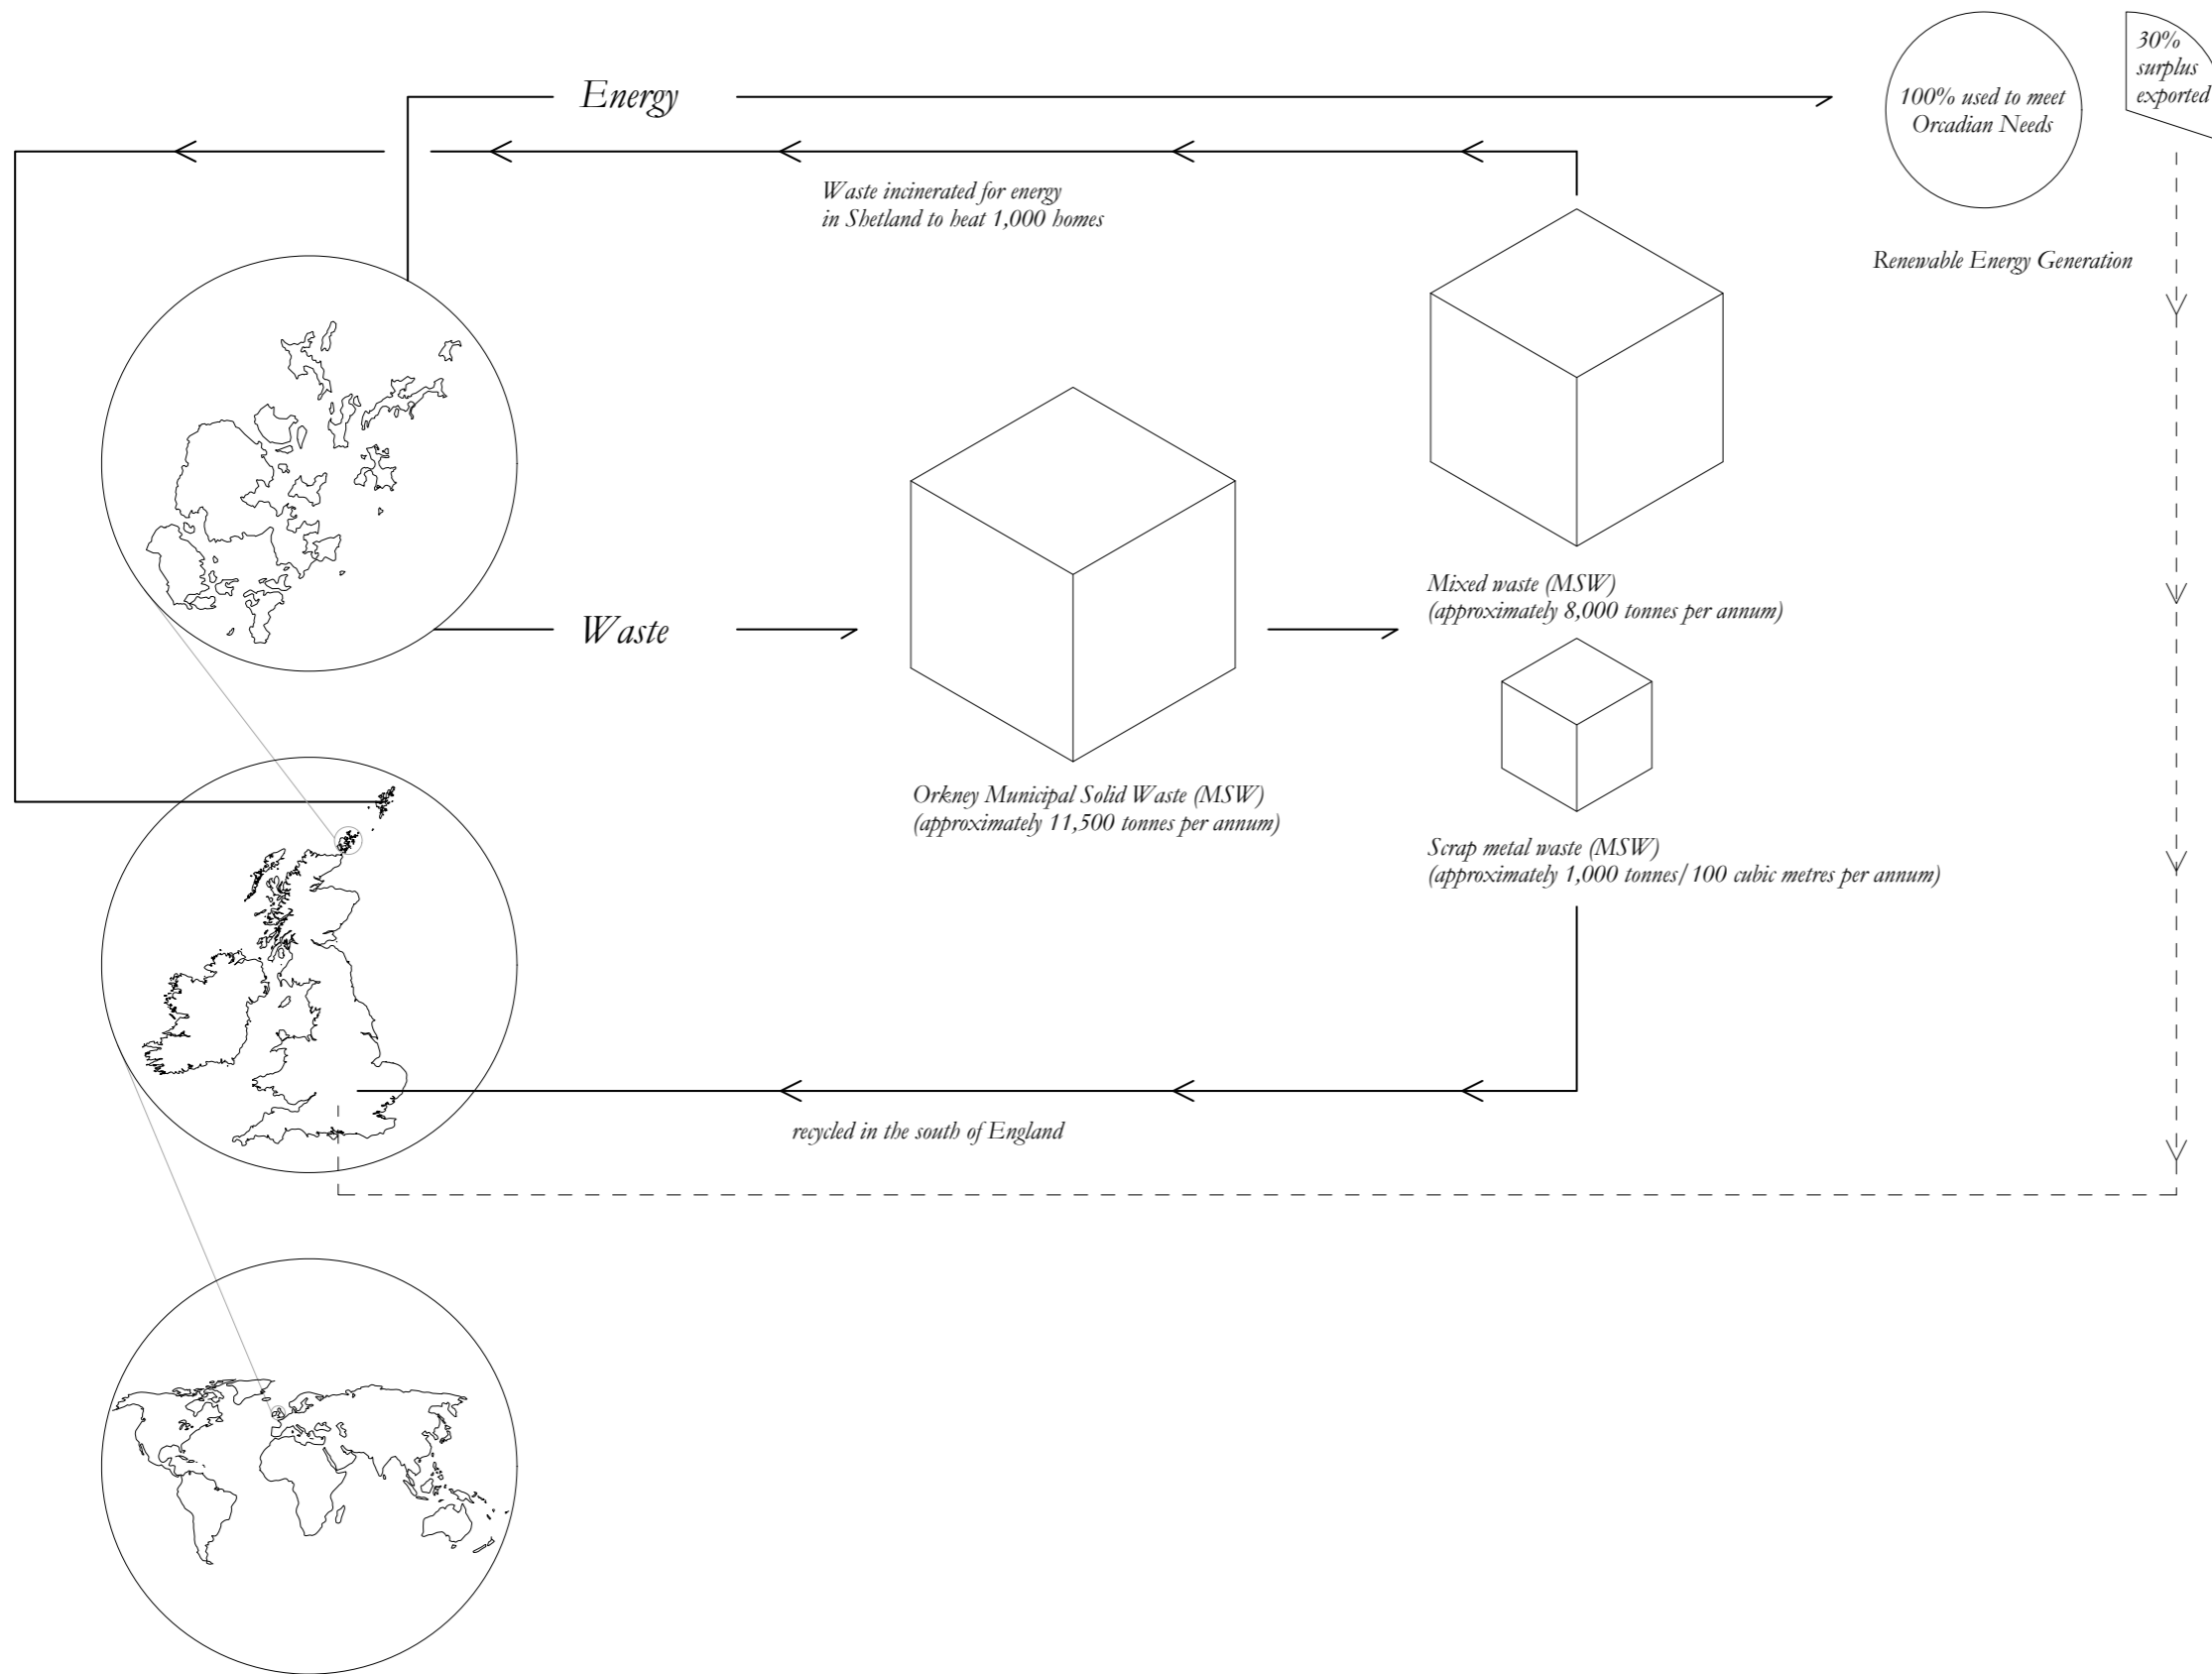 30%
surplus
exported
Energy
100% used to meet
Orcadian Needs
Waste incinerated for energy
in Shetland to heat 1,000 homes
Renewable Energy Generation
Mixed waste (MSW)
(approximately 8,000 tonnes per annum)
Waste
Orkney Municipal Solid Waste (MSW)
(approximately 11,500 tonnes per annum)
Scrap metal waste (MSW)
(approximately 1,000 tonnes/100 cubic metres per annum)
recycled in the south of England